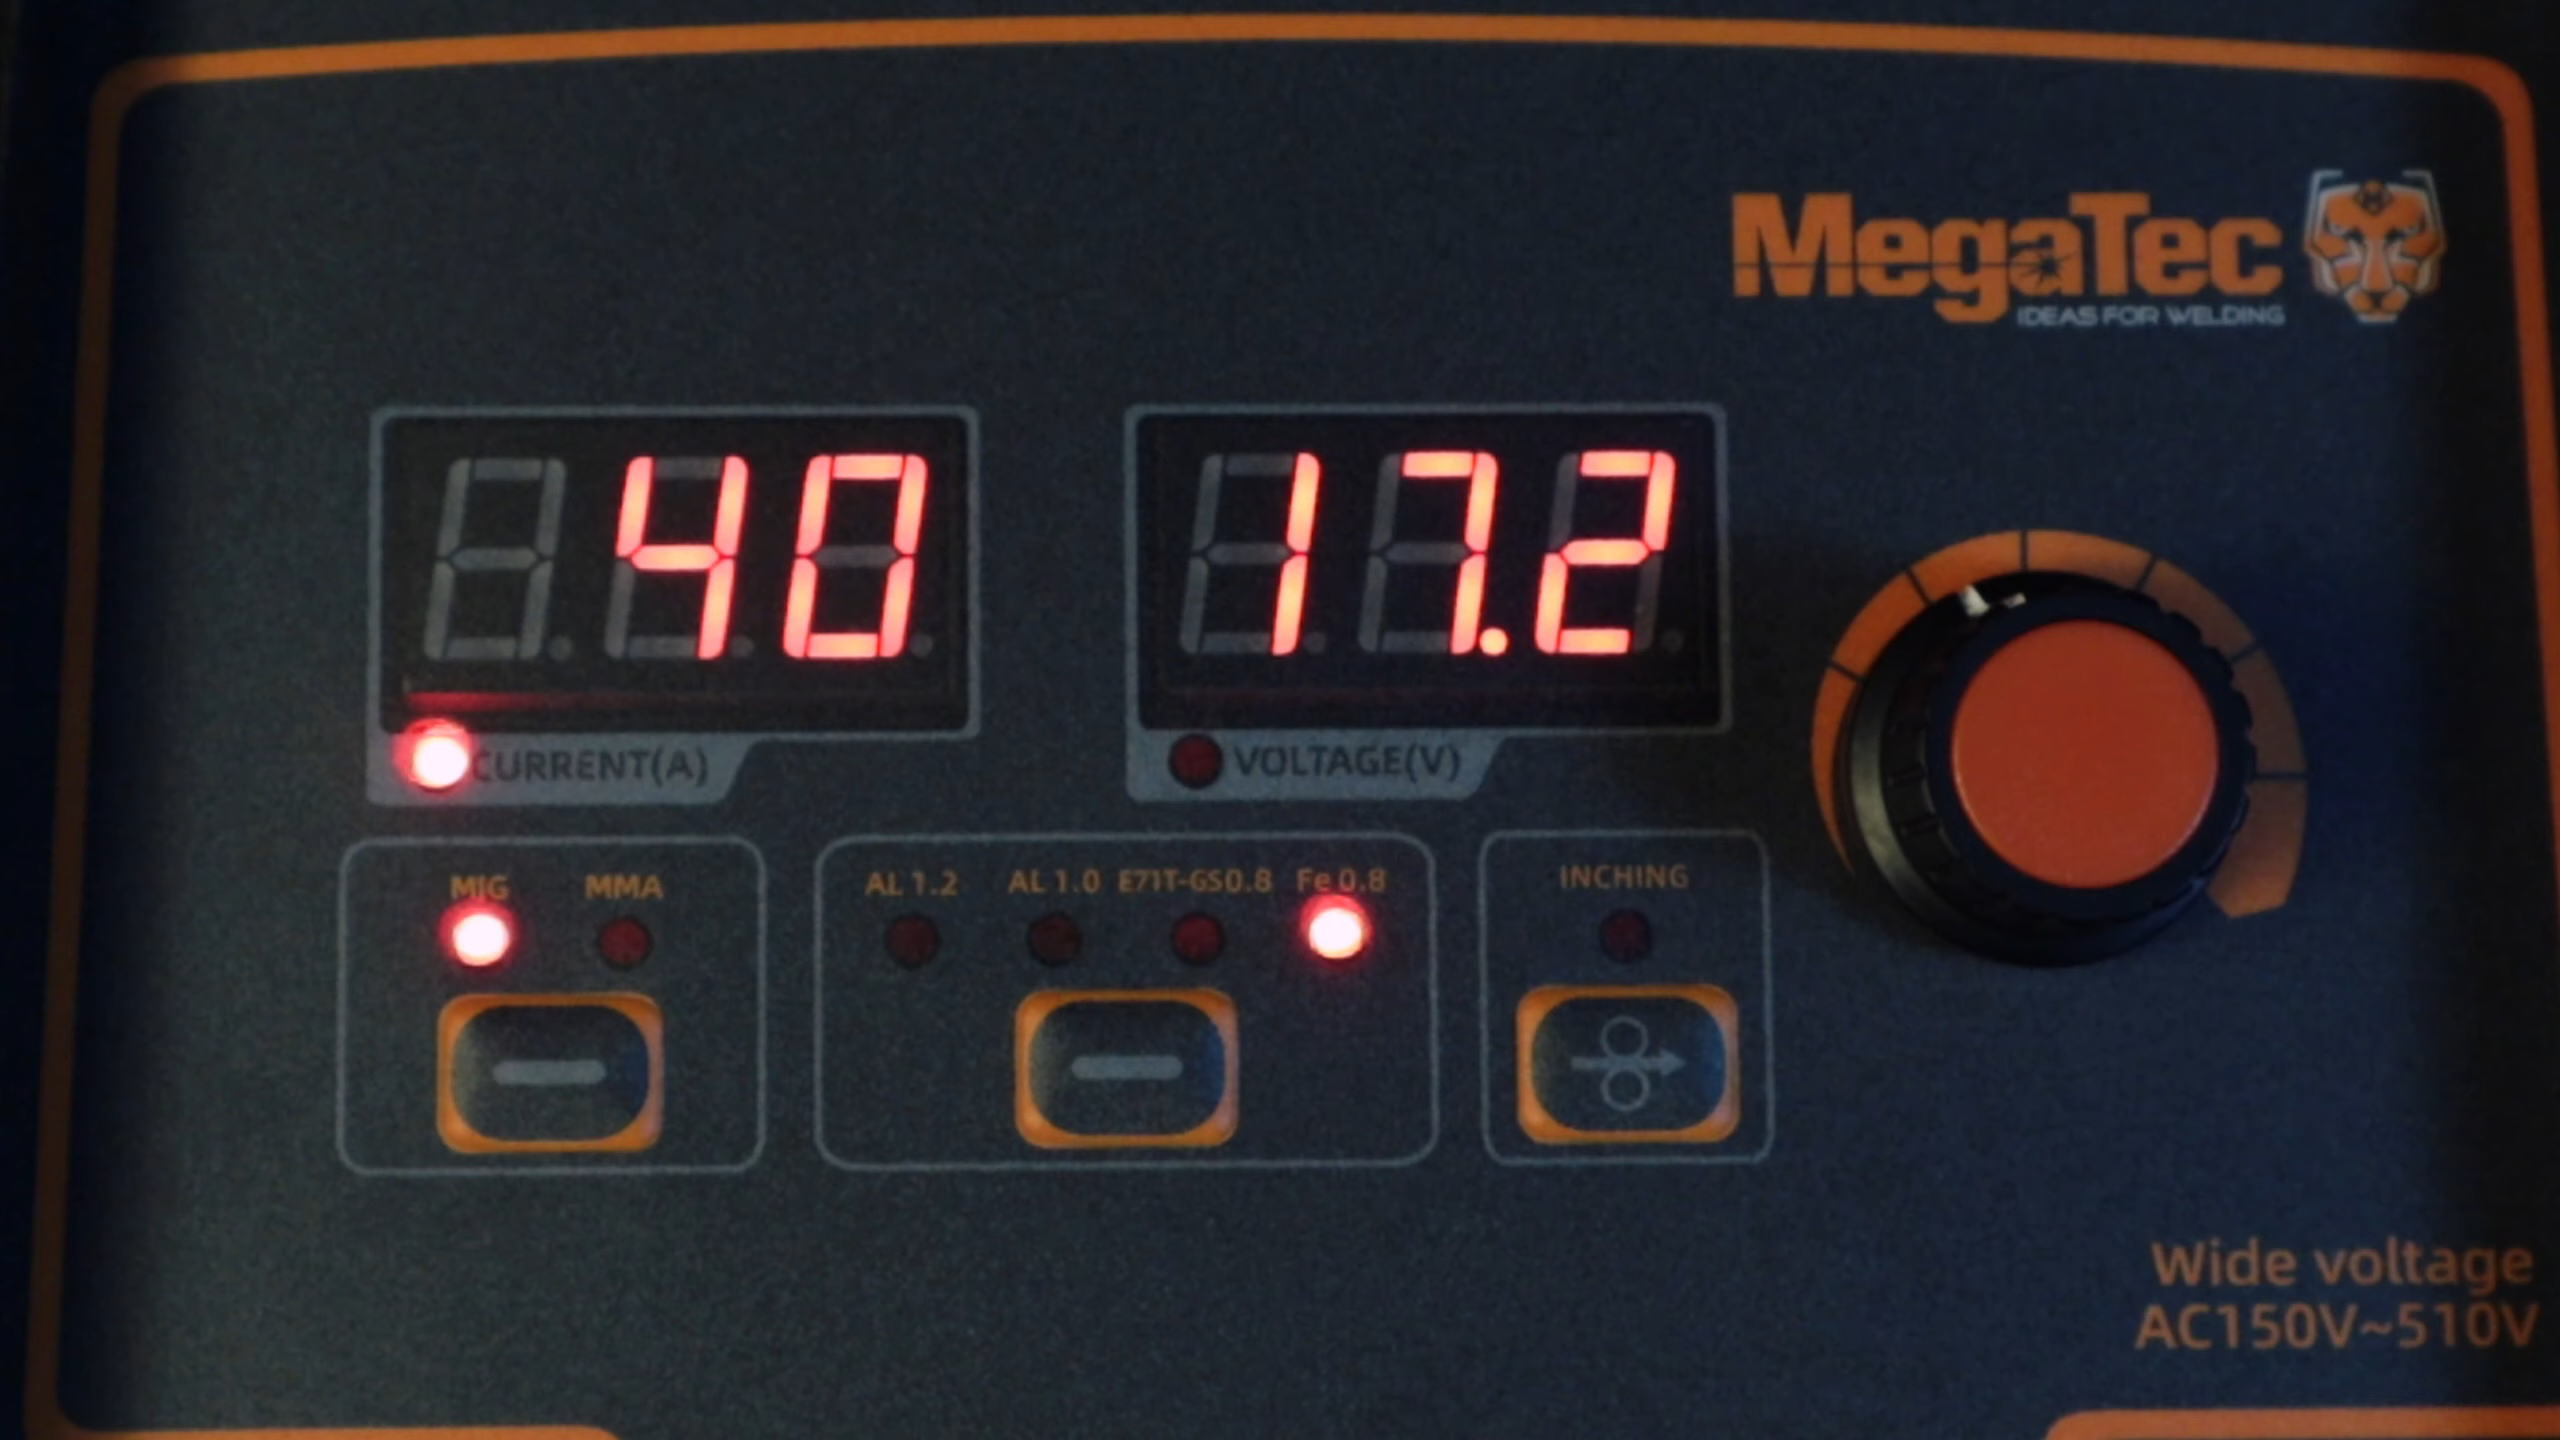 MegaTec
IDEAS FOR WELDING
40
17.2
CURRENT(A)
VOLTAGE(V)
MIG MMA
AL 1.2 AL 1.0 E71T-GS0.8 Fe 0.8
INCHING
Wide voltage
AC150V~510V